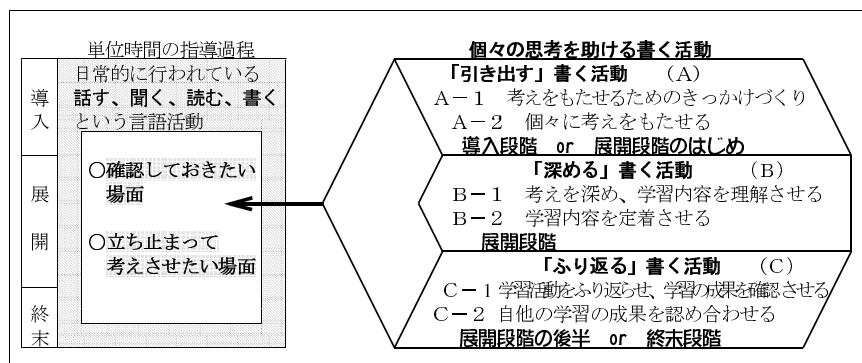 単位時間の指導過程
導入
展開
終末
日常的に行われている
話す、聞く、読む、書く
という言語活動
○確認しておきたい
場面
○立ち止まって
考えさせたい場面
個々の思考を助ける書く活動
「引き出す」書く活動 (A)
A-1 考えをもたせるためのきっかけづくり
A-2 個々に考えをもたせる
導入段階 or 展開段階のはじめ
「深める」書く活動 (B)
B-1 考えを深め、学習内容を理解させる
B-2 学習内容を定着させる
展開段階
「ふり返る」書く活動 (C)
C-1 学習活動をふり返らせ、学習の成果を確認させる
C-2 自他の学習の成果を認め合わせる
展開段階の後半 or 終末段階